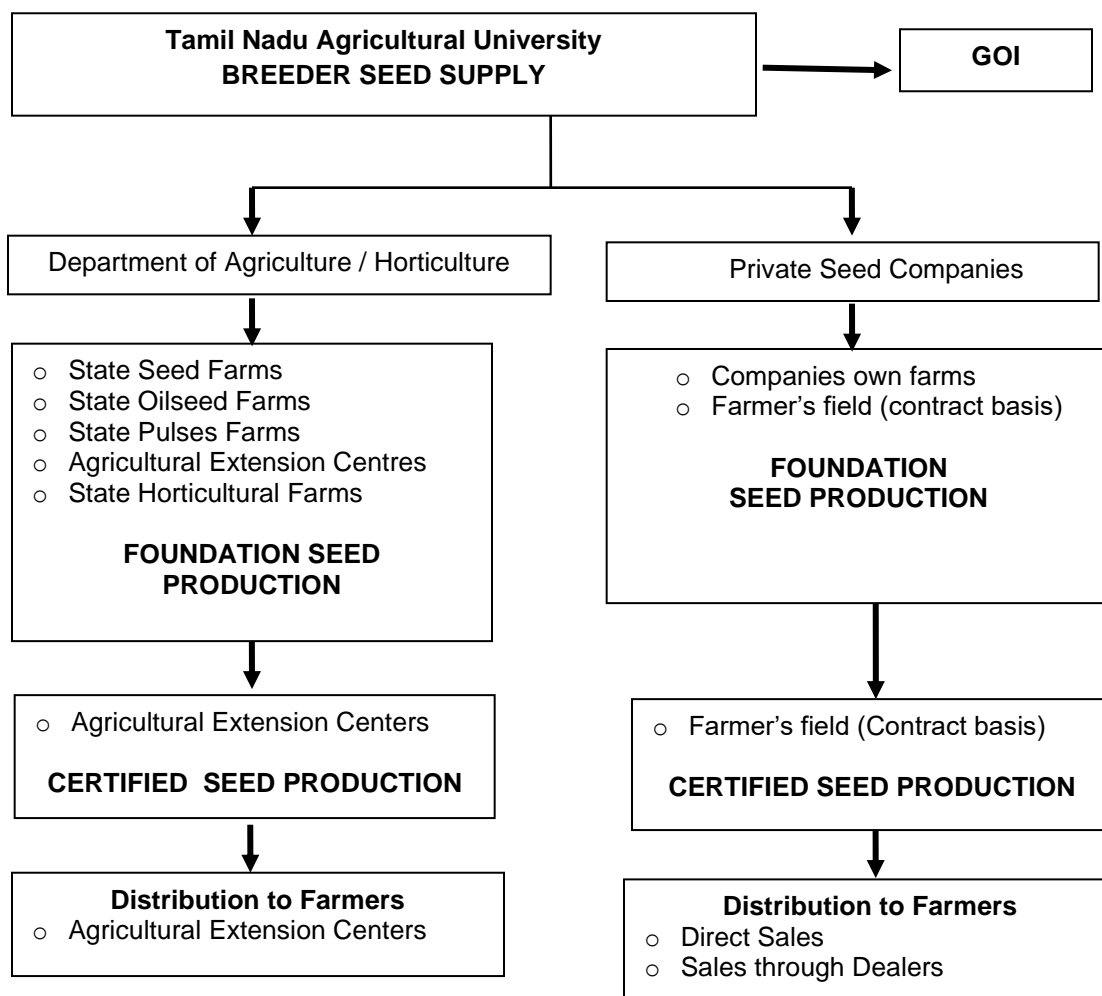 Tamil Nadu Agricultural University
BREEDER SEED SUPPLY
GOI
Department of Agriculture / Horticulture
Private Seed Companies
o State Seed Farms
o State Oilseed Farms
o State Pulses Farms
o Agricultural Extension Centres
o State Horticultural Farms
FOUNDATION SEED
PRODUCTION
o Companies own farms
o Farmer’s field (contract basis)
FOUNDATION
SEED PRODUCTION
o Agricultural Extension Centers
CERTIFIED SEED PRODUCTION
o Farmer’s field (Contract basis)
CERTIFIED SEED PRODUCTION
Distribution to Farmers
o Agricultural Extension Centers
Distribution to Farmers
o Direct Sales
o Sales through Dealers